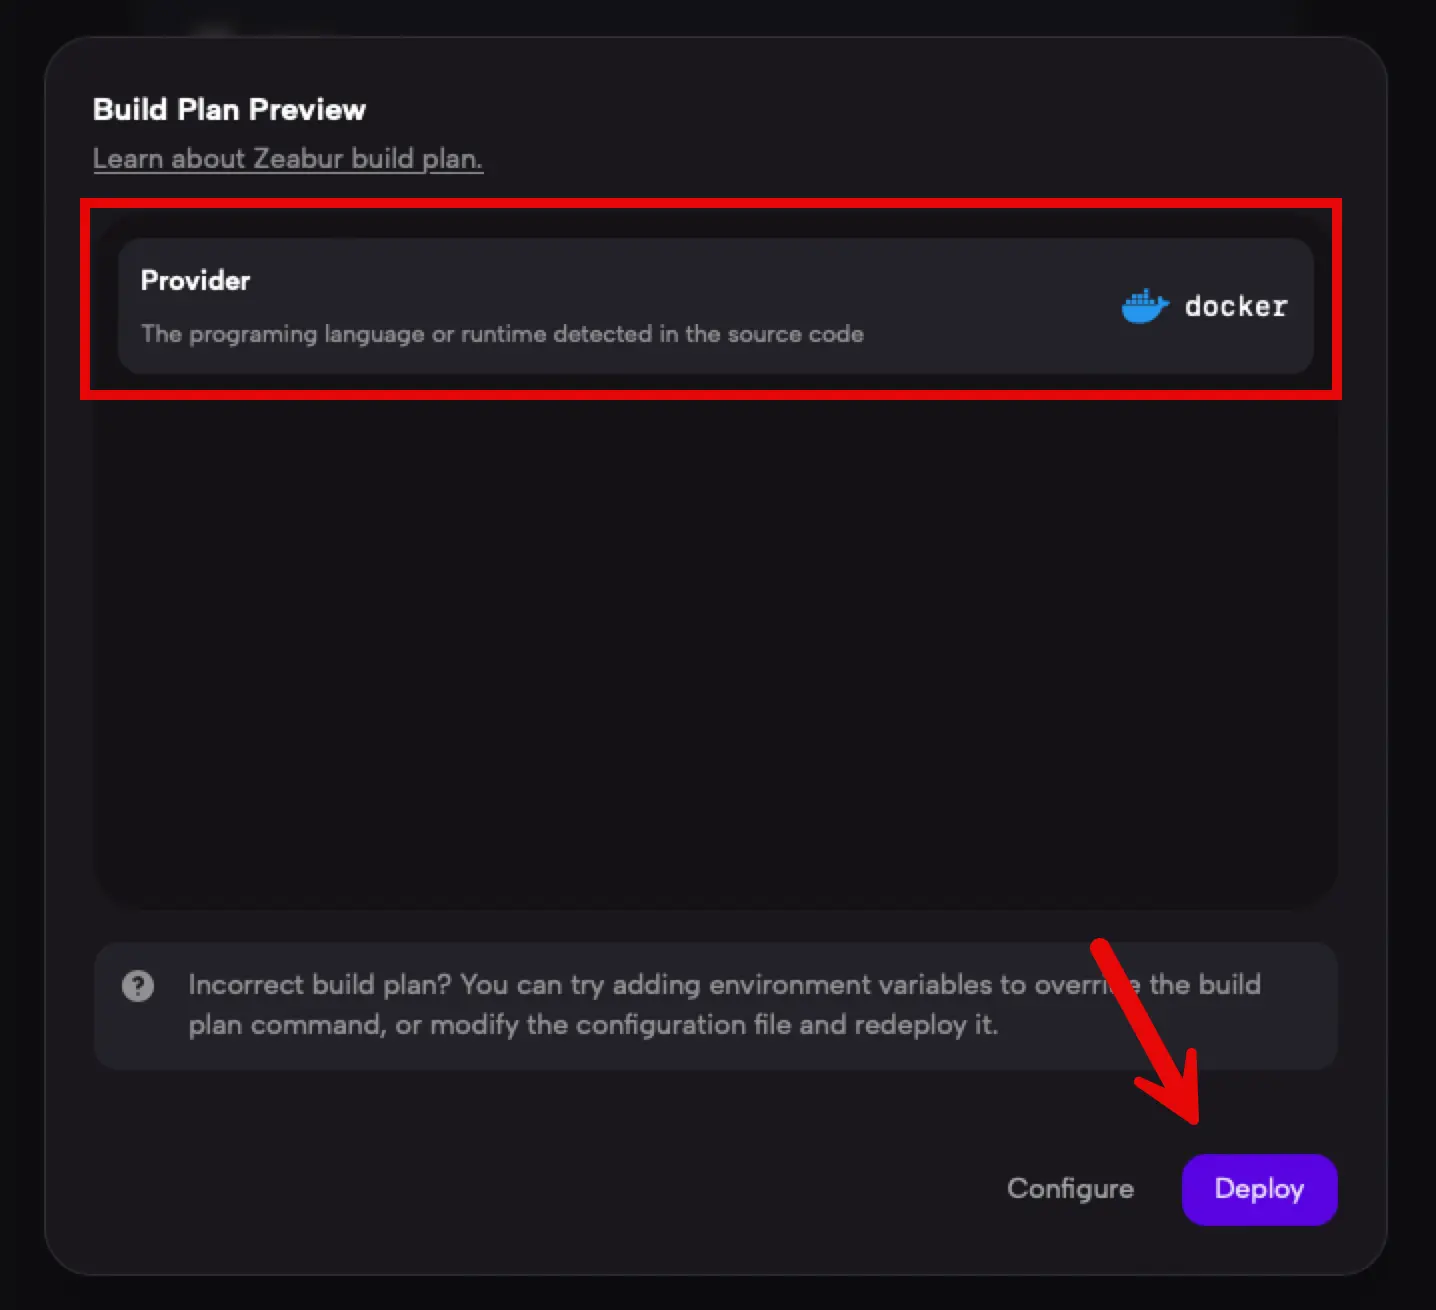 Build Plan Preview
Learn about Zeabur build plan.
Provider
docker
The programing language or runtime detected in the source code
Incorrect build plan? You can try adding environment variables to override the build
plan command, or modify the configuration file and redeploy it.
Configure
Deploy